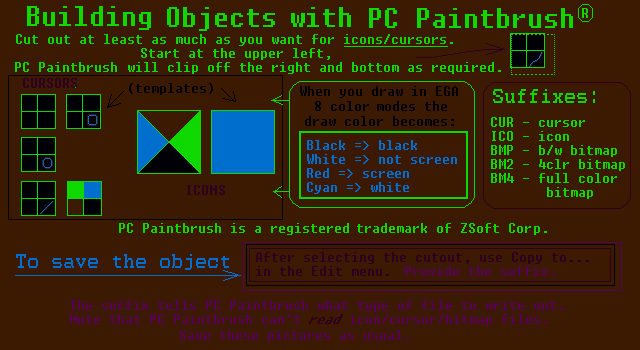 Building Objects with PC Paintbrush®
Cut out at least as much as you want for icons/cursors.
Start at the upper left,
PC Paintbrush will clip off the right and bottom as required.
CURSORS
(templates)
ICONS
When you draw in EGA
8 color modes the
draw color becomes:
Black => black
White => not screen
Red => screen
Cyan => white
Suffixes:
CUR - cursor
ICO - icon
BMP - b/w bitmap
BM2 - 4clr bitmap
BM4 - full color
bitmap
PC Paintbrush is a registered trademark of ZSoft Corp.
To save the object
After selecting the cutout, use Copy to...
in the Edit menu. Provide the suffix.
The suffix tells PC Paintbrush what type of file to write out.
Note that PC Paintbrush can't read icon/cursor/bitmap files.
Save these pictures as usual.